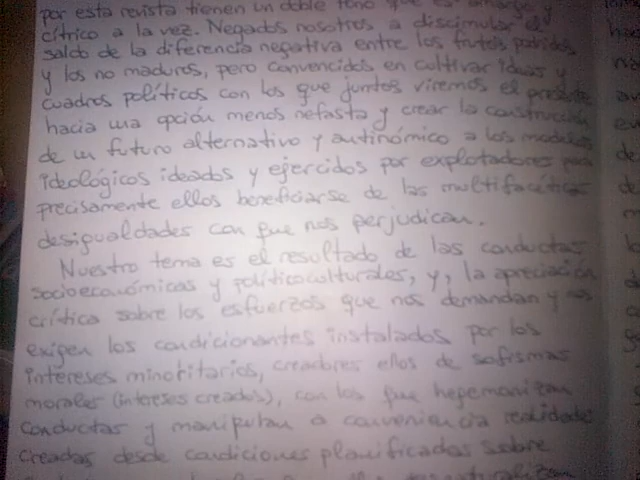 por esta revista tienen un doble tono que es amargo y
cítrico a la vez. Negados nosotros a discimular el
saldo de la diferencia negativa entre los frutos podridos
y los no maduros, pero convencidos en cultivar ideas y
cuadros políticos con los que juntos viremos el presente
hacia una opción menos nefasta y crear la construcción
de un futuro alternativo y autinómico a los modelos
ideológicos ideados y ejercidos por explotadores para
precisamente ellos beneficiarse de las multifacéticas
desigualdades con que nos perjudican.
Nuestro tema es el resultado de las conductas
socioeconómicas y politicoculturales, y, la apreciación
crítica sobre los esfuerzos que nos demandan y nos
exigen los condicionantes instalados por los
intereses minoritarios, creadores ellos de sofismas
morales (intereses creados), con los que hegemonizan
conductas y manipulan a conveniencia realidades
creadas desde condiciones planificadas sobre